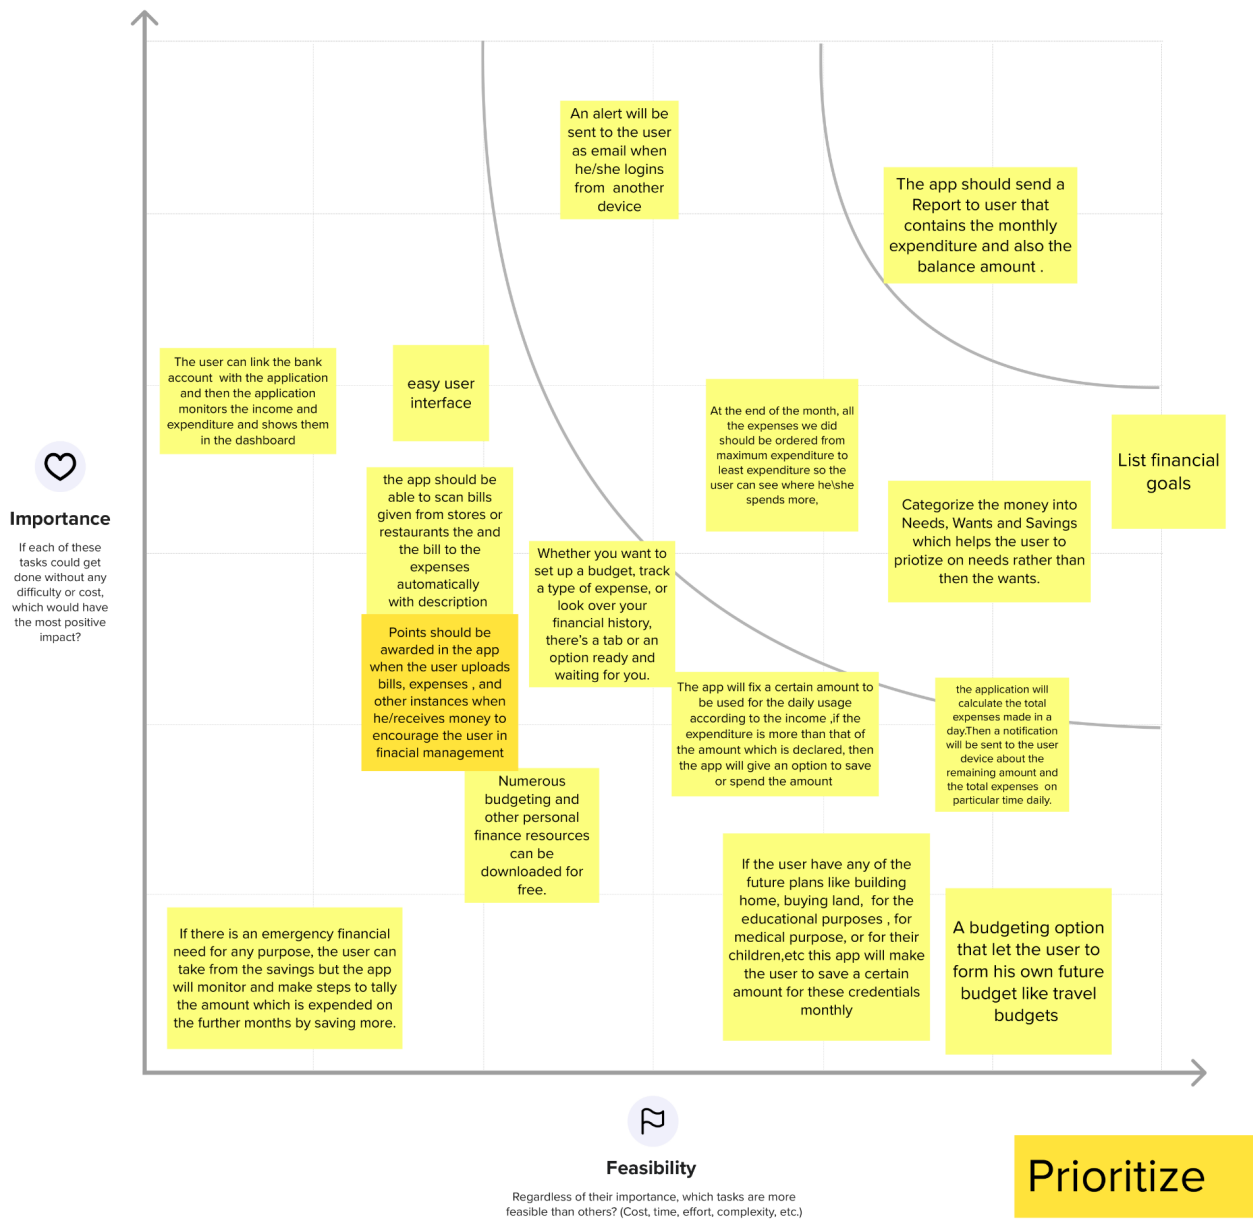 An alert will be
sent to the user
as email when
he/she logins
from  another
device
The app should send a
Report to user that
contains the monthly
expenditure and also the
balance amount .
The user can link the bank
account  with the application
and then the application
monitors the income and
expenditure and shows them
in the dashboard
easy user
interface
At the end of the month, all
the expenses we did
should be ordered from
maximum expenditure to
least expenditure so the
user can see where he\she
spends more,
List financial
goals
the app should be
able to scan bills
given from stores or
restaurants the and
the bill to the
expenses
automatically
with description
Categorize the money into
Needs, Wants and Savings
which helps the user to
priotize on needs rather than
then the wants.
Importance
If each of these
tasks could get
done without any
difficulty or cost,
which would have
the most positive
impact?
Whether you want to
set up a budget, track
a type of expense, or
look over your
financial history,
there's a tab or an
option ready and
waiting for you.
Points should be
awarded in the app
when the user uploads
bills, expenses , and
other instances when
he/receives money to
encourage the user in
finacial management
The app will fix a certain amount to
be used for the daily usage
according to the income ,if the
expenditure is more than that of
the amount which is declared, then
the app will give an option to save
or spend the amount
the application will
calculate the total
expenses made in a
day.Then a notification
will be sent to the user
device about the
remaining amount and
the total expenses  on
particular time daily.
Numerous
budgeting and
other personal
finance resources
can be
downloaded for
free.
If the user have any of the
future plans like building
home, buying land,  for the
educational purposes , for
medical purpose, or for their
children,etc this app will make
the user to save a certain
amount for these credentials
monthly
A budgeting option
that let the user to
form his own future
budget like travel
budgets
If there is an emergency financial
need for any purpose, the user can
take from the savings but the app
will monitor and make steps to tally
the amount which is expended on
the further months by saving more.
Feasibility
Regardless of their importance, which tasks are more
feasible than others? (Cost, time, effort, complexity, etc.)
Prioritize